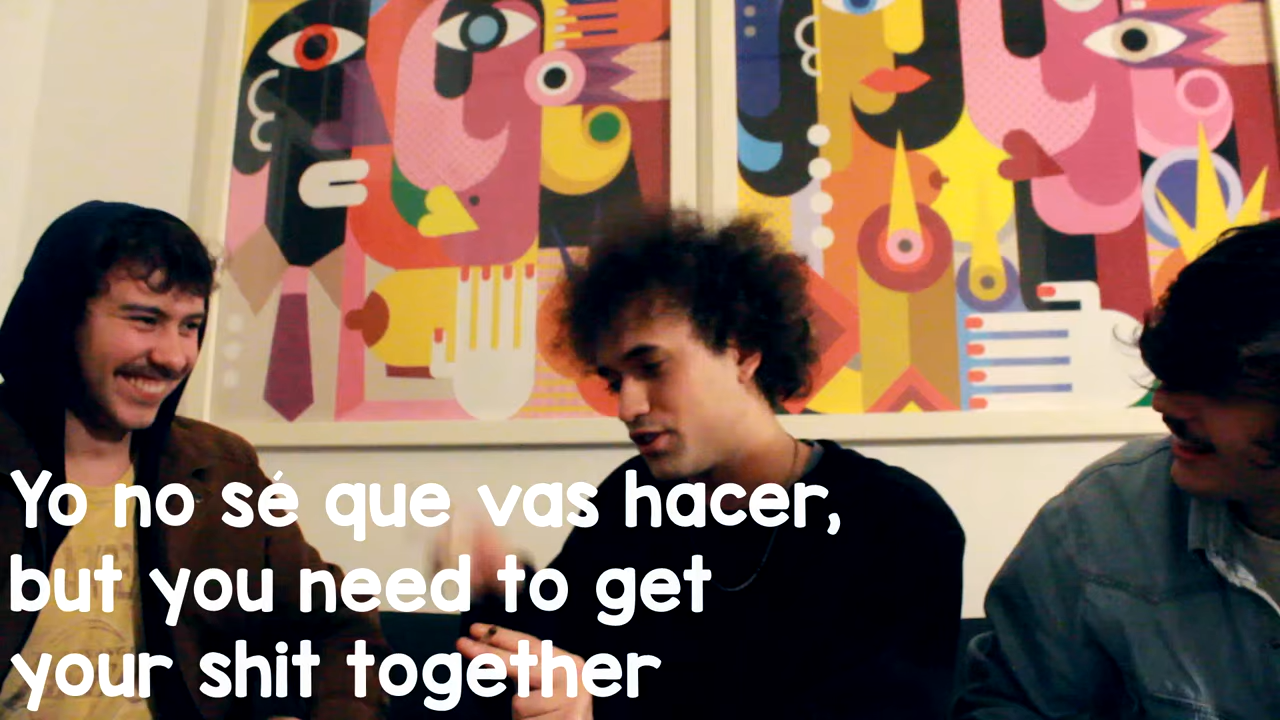 Yo no sé que vas hacer,
but you need to get
your shit together